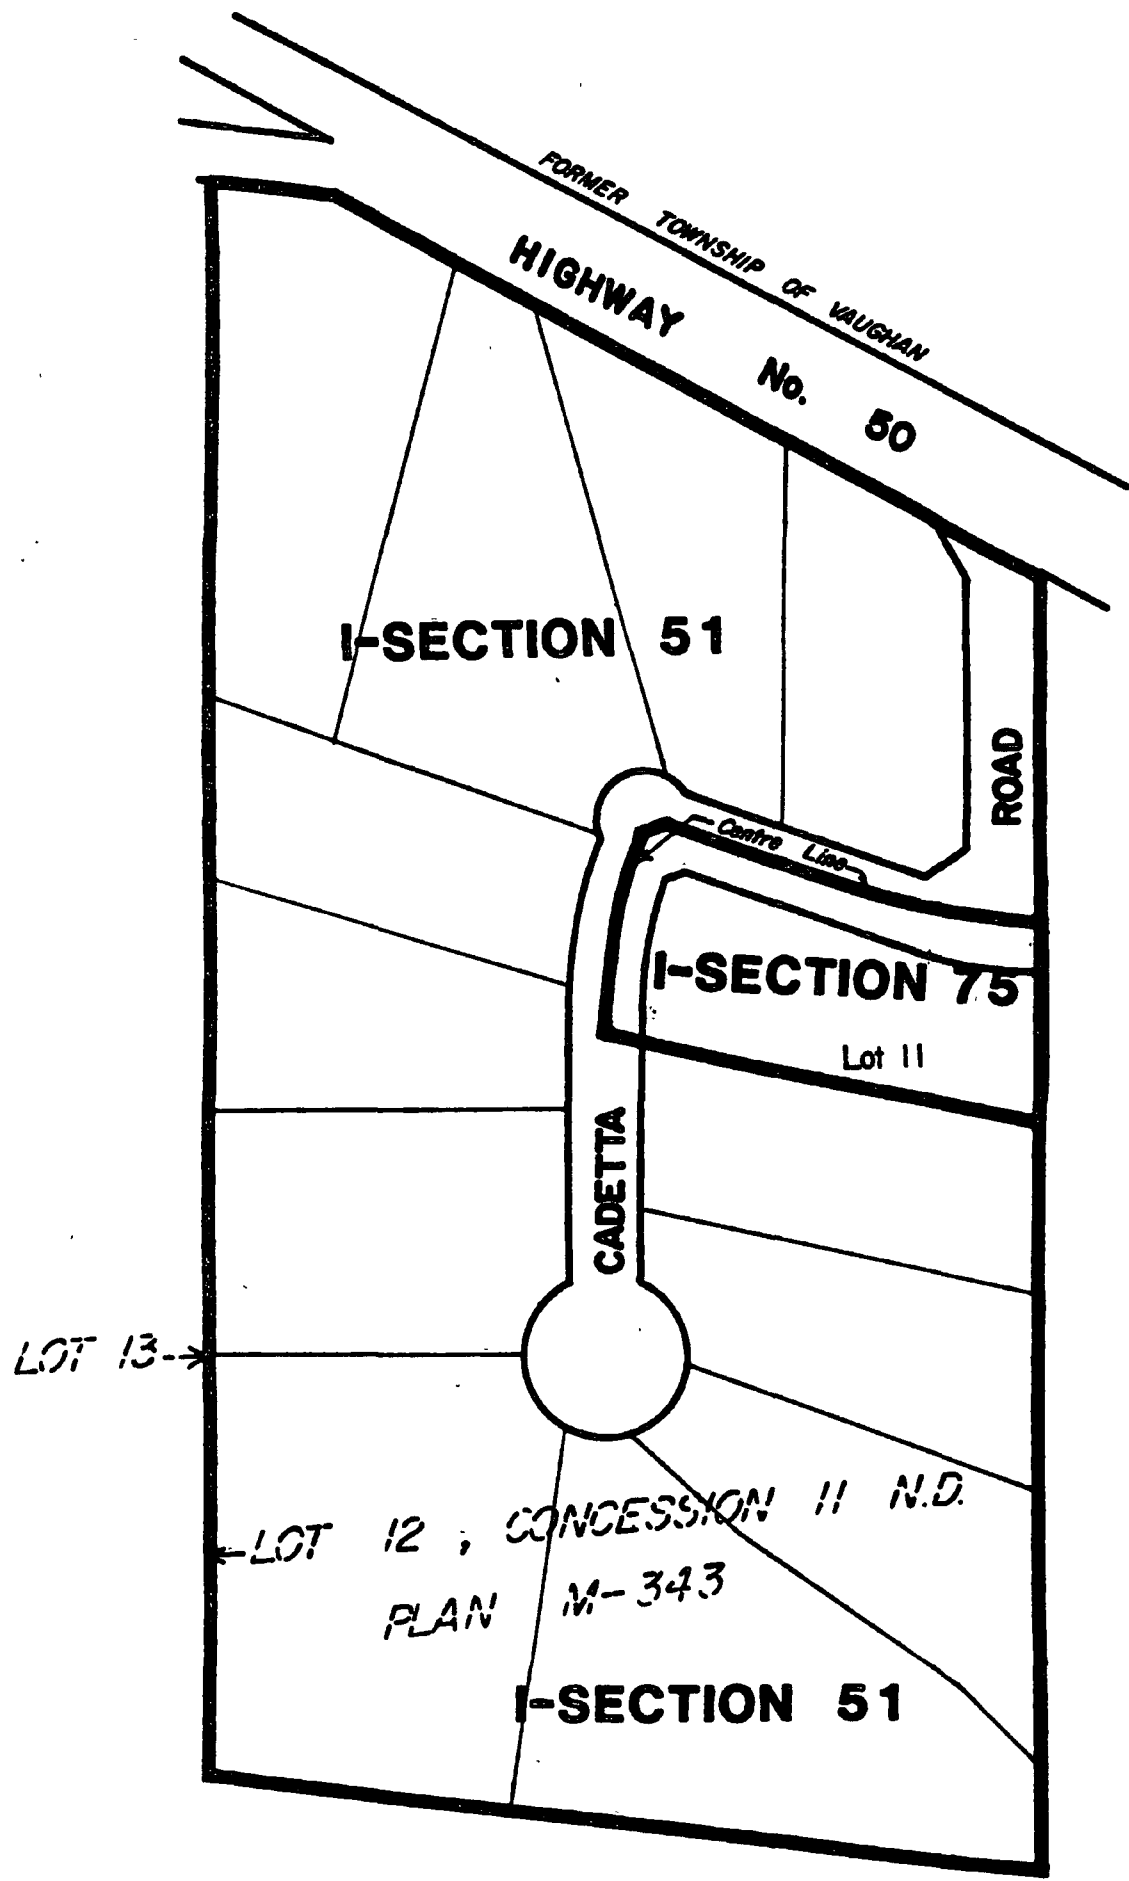 FORMER TOWNSHIP OF VAUGHAN
HIGHWAY No. 50
I-SECTION 51
ROAD
Centre Line
I-SECTION 75
Lot 11
CADETTA
LOT 13
LOT 12, CONCESSION 11 N.D.
PLAN M-343
I-SECTION 51